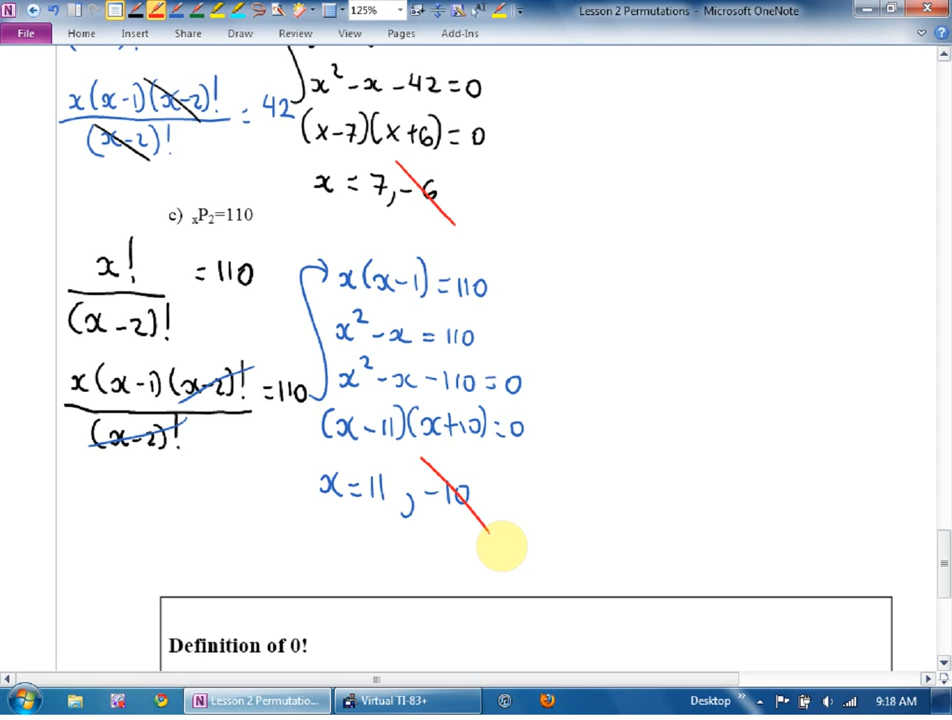 Lesson 2 Permutations - Microsoft OneNote
125%
File Home Insert Share Draw Review View Pages Add-Ins
x(x-1)(x-2)! = 42
(x-2)!
x² - x - 42 = 0
(x-7)(x+6) = 0
x = 7, -6
c) ₓP₂=110
x! = 110
(x-2)!
x(x-1)(x-2)! = 110
(x-2)!
x(x-1) = 110
x² - x = 110
x² - x - 110 = 0
(x-11)(x+10) = 0
x = 11, -10
Definition of 0!
Lesson 2 Permutatio...
Virtual TI-83+
Desktop
9:18 AM